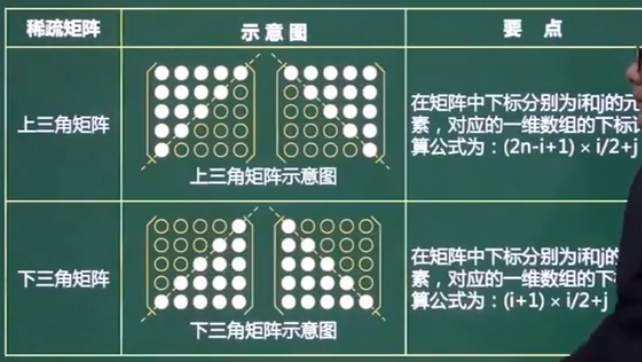 稀疏矩阵
示意图
要 点
上三角矩阵
上三角矩阵示意图
在矩阵中下标分别为i和j的元
素，对应的一维数组的下标
算公式为：(2n-i+1) × i/2+j
下三角矩阵
下三角矩阵示意图
在矩阵中下标分别为i和j的
素，对应的一维数组的下
算公式为：(i+1) × i/2+j